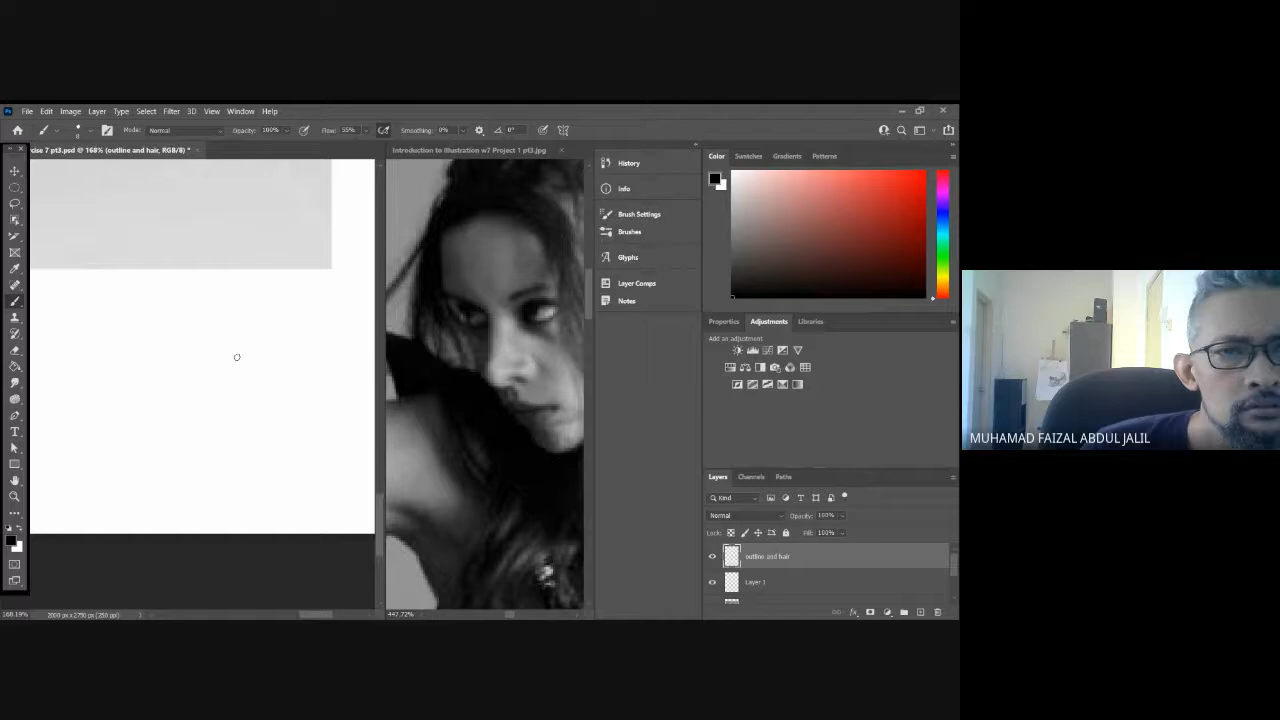 Ps File Edit Image Layer Type Select Filter 3D View Window Help
Mode: Normal Opacity: 100% Flow: 55% Smoothing: 0% 0°
cise 7 pt3.psd @ 168% (outline and hair, RGB/8) *
Introduction to Illustration w7 Project 1 pt3.jpg
History
Info
Brush Settings
Brushes
Glyphs
Layer Comps
Notes
Color Swatches Gradients Patterns
Properties Adjustments Libraries
Add an adjustment
Layers Channels Paths
Kind
Normal Opacity: 100%
Lock: Fill: 100%
outline and hair
Layer 1
168.19% 2000 px x 2750 px (250 ppi)
447.72%
MUHAMAD FAIZAL ABDUL JALIL